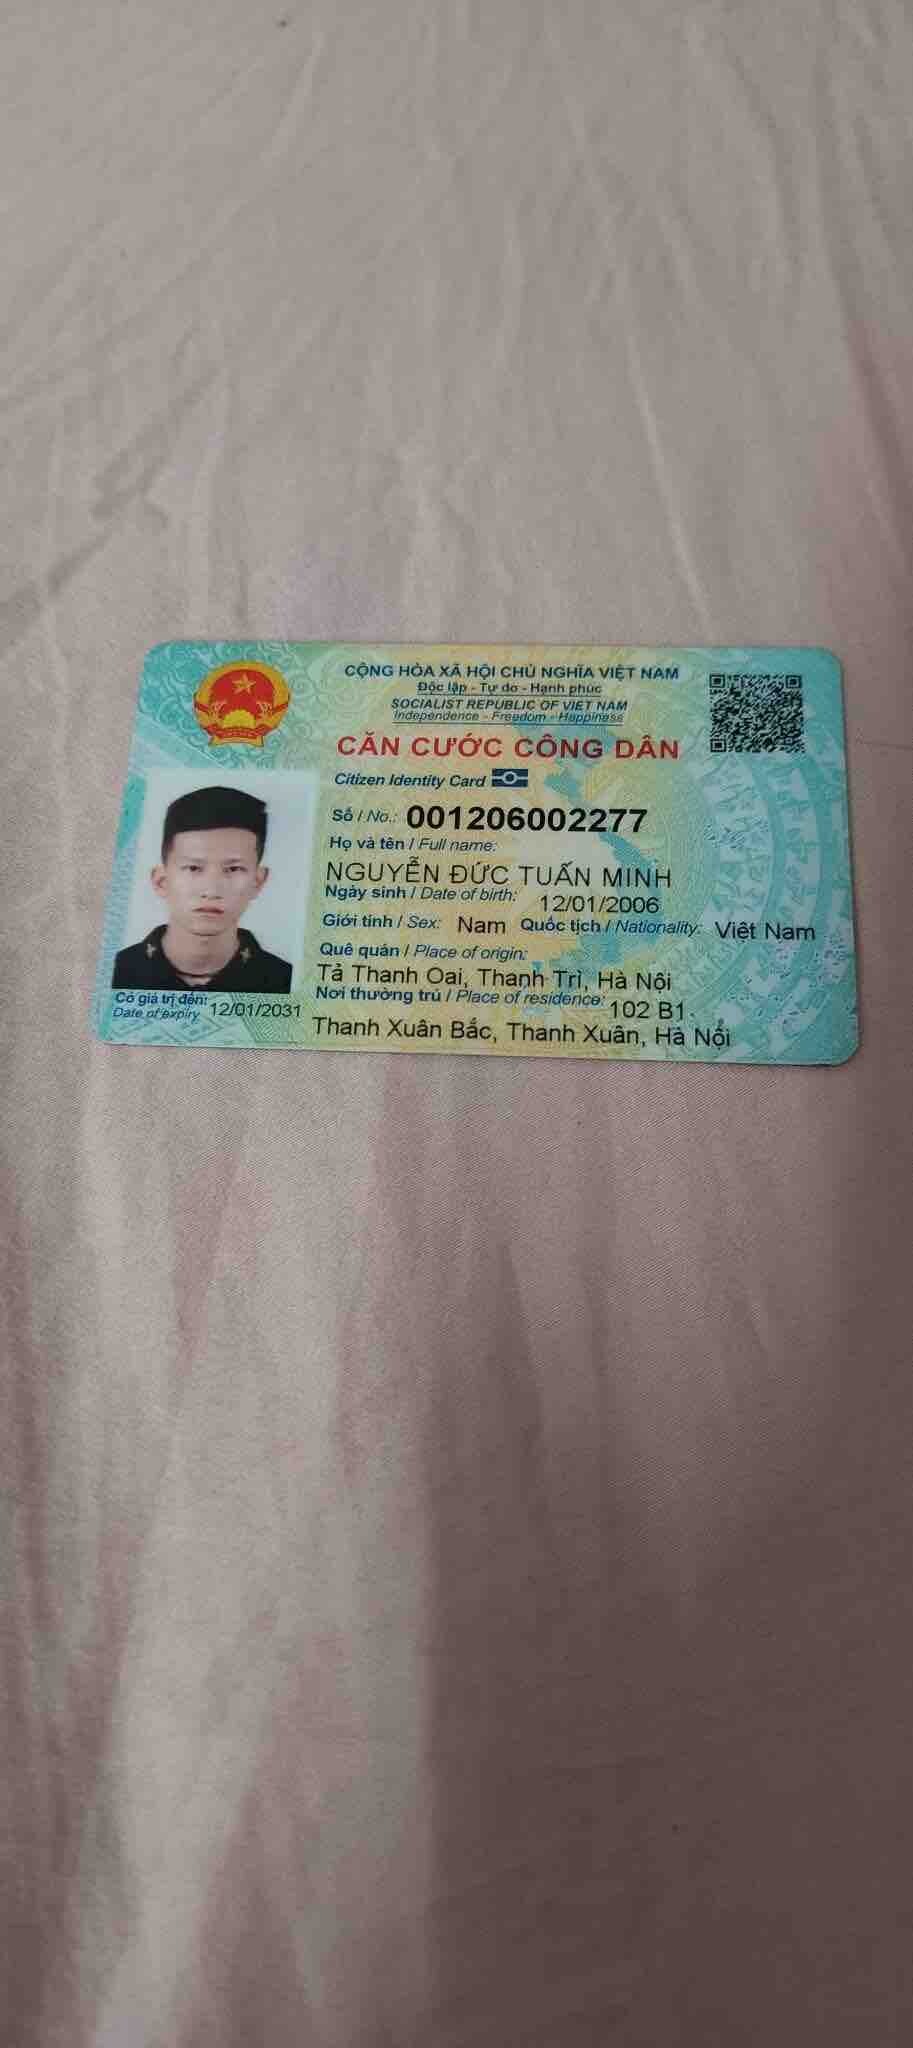 CỘNG HÒA XÃ HỘI CHỦ NGHĨA VIỆT NAM
Độc lập - Tự do - Hạnh phúc
SOCIALIST REPUBLIC OF VIET NAM
Independence - Freedom - Happiness
CĂN CƯỚC CÔNG DÂN
Citizen Identity Card
Số / No.: 001206002277
Họ và tên / Full name:
NGUYỄN ĐỨC TUẤN MINH
Ngày sinh / Date of birth: 12/01/2006
Giới tính / Sex: Nam Quốc tịch / Nationality: Việt Nam
Quê quán / Place of origin:
Tả Thanh Oai, Thanh Trì, Hà Nội
Nơi thường trú / Place of residence: 102 B1
Thanh Xuân Bắc, Thanh Xuân, Hà Nội
Có giá trị đến: 12/01/2031
Date of expiry